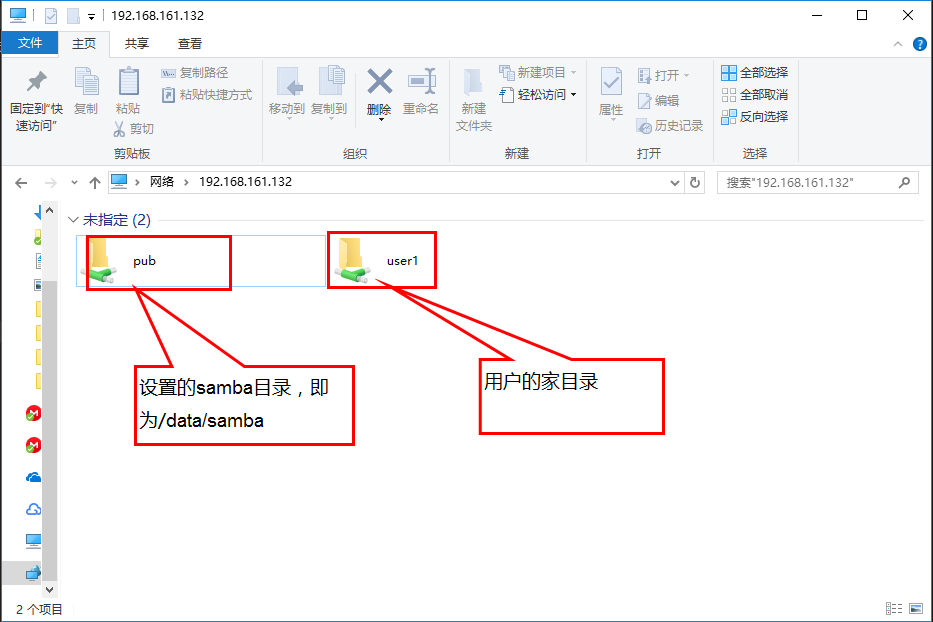 192.168.161.132
文件 主页 共享 查看
固定到"快速访问"
复制
粘贴
复制路径
粘贴快捷方式
剪切
剪贴板
移动到
复制到
删除
重命名
组织
新建
文件夹
新建项目
轻松访问
新建
属性
打开
编辑
历史记录
打开
全部选择
全部取消
反向选择
选择
网络 › 192.168.161.132
搜索"192.168.161.132"
未指定 (2)
pub
user1
设置的samba目录，即
为/data/samba
用户的家目录
2 个项目